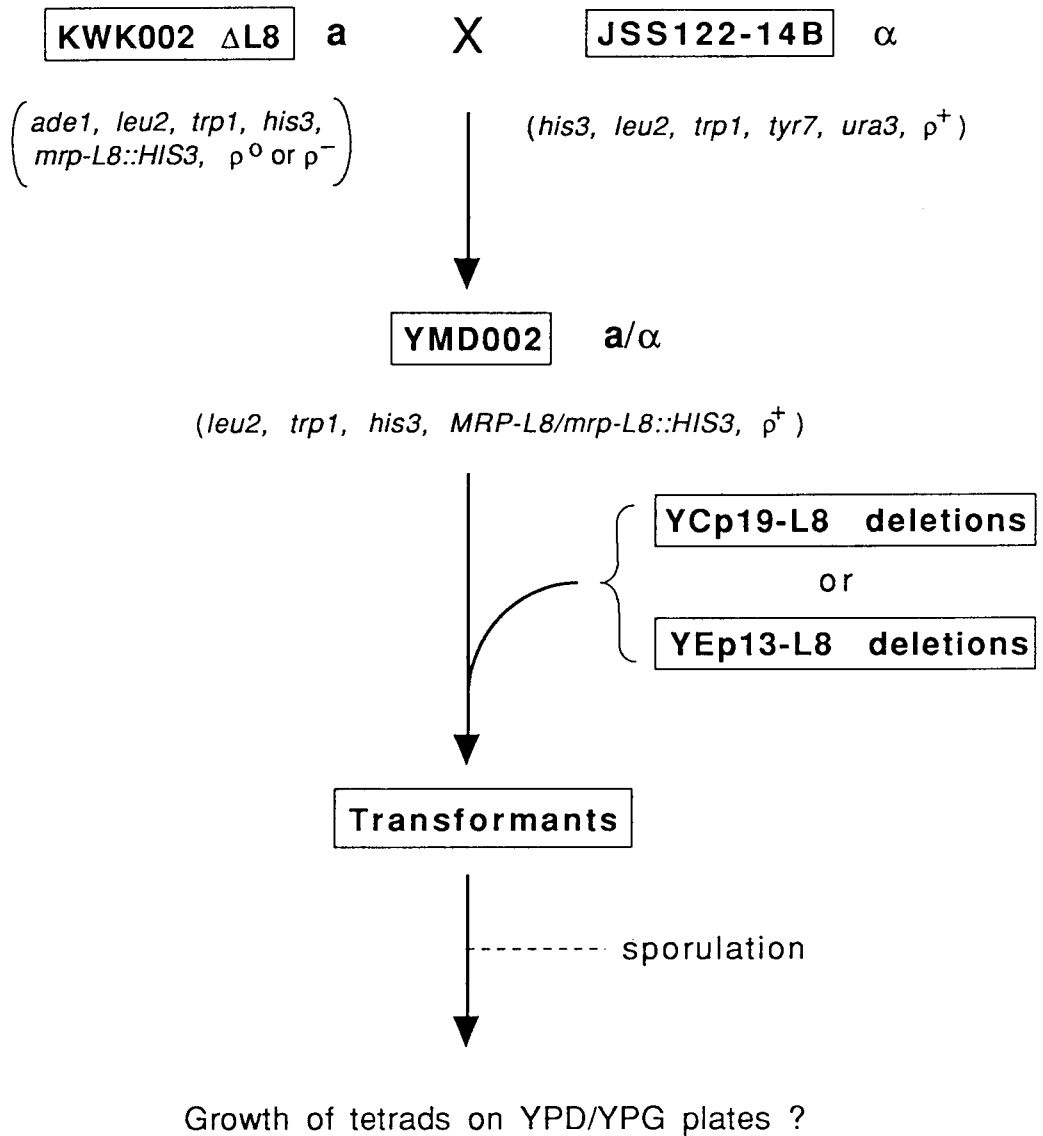 KWK002 ΔL8 a X JSS122-14B α
(ade1, leu2, trp1, his3,
mrp-L8::HIS3, ρ° or ρ⁻)
(his3, leu2, trp1, tyr7, ura3, ρ⁺)
YMD002 a/α
(leu2, trp1, his3, MRP-L8/mrp-L8::HIS3, ρ⁺)
YCp19-L8 deletions
or
YEp13-L8 deletions
Transformants
sporulation
Growth of tetrads on YPD/YPG plates ?